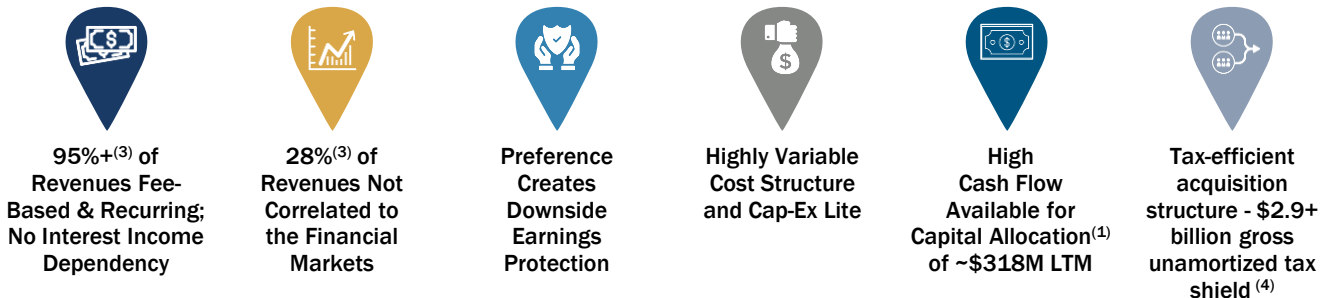 95%+(3) of
Revenues Fee-
Based & Recurring;
No Interest Income
Dependency
28%(3) of
Revenues Not
Correlated to
the Financial
Markets
Preference
Creates
Downside
Earnings
Protection
Highly Variable
Cost Structure
and Cap-Ex Lite
High
Cash Flow
Available for
Capital Allocation(1)
of ~$318M LTM
Tax-efficient
acquisition
structure - $2.9+
billion gross
unamortized tax
shield (4)